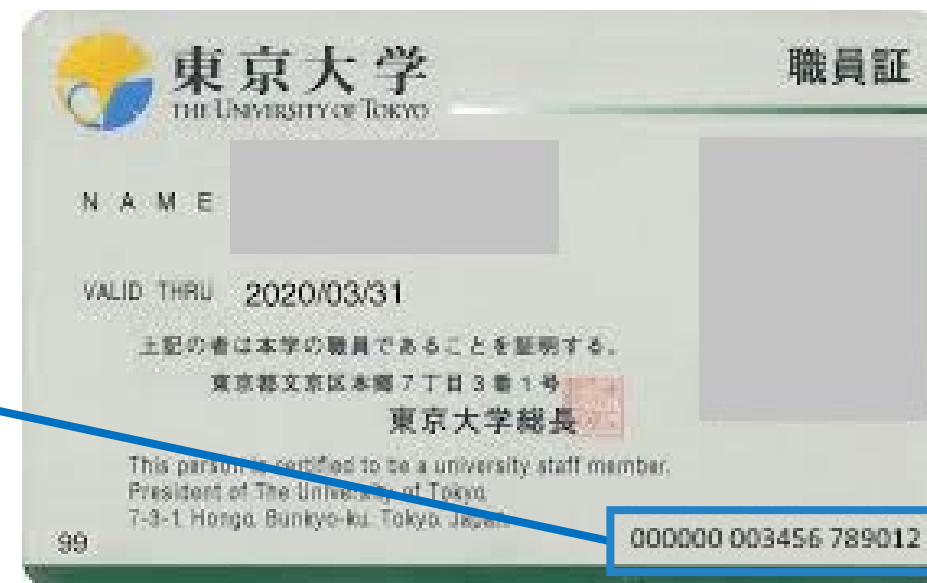 東京大学
THE UNIVERSITY OF TOKYO
職員証
NAME
VALID THRU 2020/03/31
上記の者は本学の職員であることを証明する。
東京都文京区本郷7丁目3番1号
東京大学総長
This person is certified to be a university staff member.
President of The University of Tokyo
7-3-1 Hongo Bunkyo-ku Tokyo Japan
99
000000 003456 789012